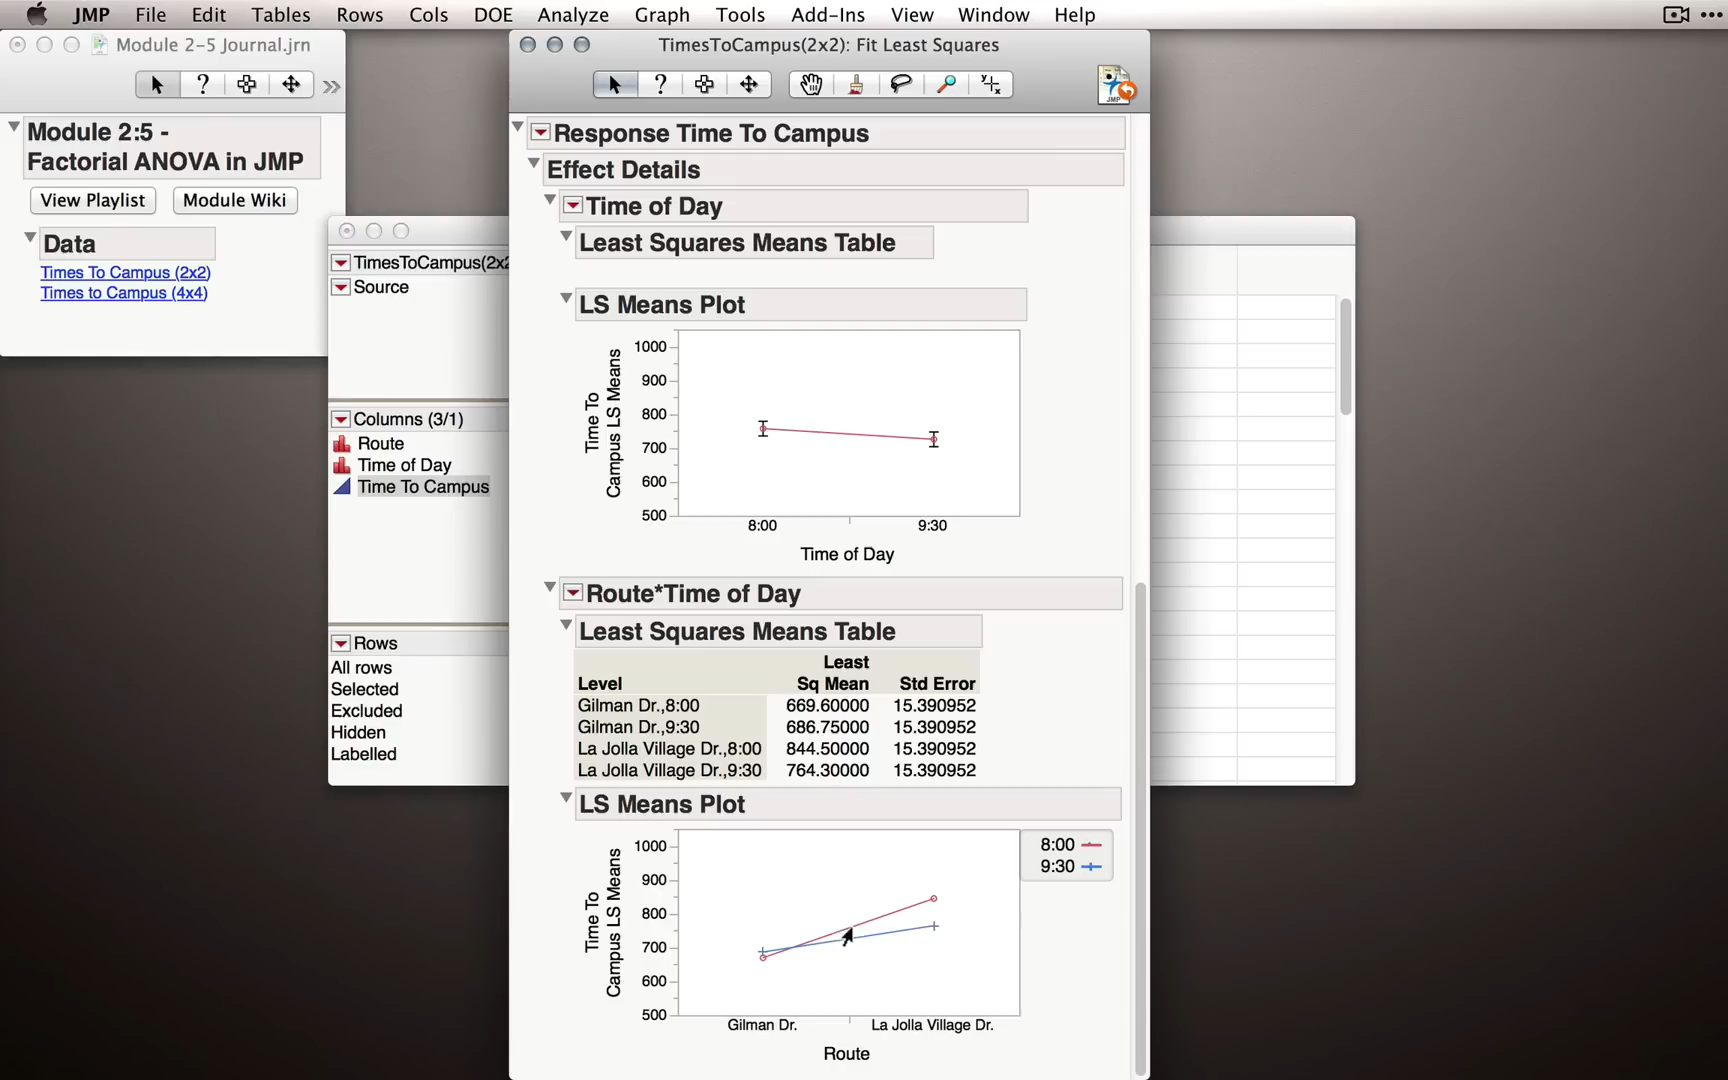 JMP File Edit Tables Rows Cols DOE Analyze Graph Tools Add-Ins View Window Help
Module 2-5 Journal.jrn
Module 2:5 -
Factorial ANOVA in JMP
View Playlist Module Wiki
Data
Times To Campus (2x2)
Times to Campus (4x4)
TimesToCampus(2x2
Source
Columns (3/1)
Route
Time of Day
Time To Campus
Rows
All rows
Selected
Excluded
Hidden
Labelled
TimesToCampus(2x2): Fit Least Squares
JMP
Response Time To Campus
Effect Details
Time of Day
Least Squares Means Table
LS Means Plot
Time To
Campus LS Means
1000
900
800
700
600
500
8:00 9:30
Time of Day
Route*Time of Day
Least Squares Means Table
Least
Level Sq Mean Std Error
Gilman Dr.,8:00 669.60000 15.390952
Gilman Dr.,9:30 686.75000 15.390952
La Jolla Village Dr.,8:00 844.50000 15.390952
La Jolla Village Dr.,9:30 764.30000 15.390952
LS Means Plot
Time To
Campus LS Means
1000
900
800
700
600
500
8:00
9:30
Gilman Dr. La Jolla Village Dr.
Route